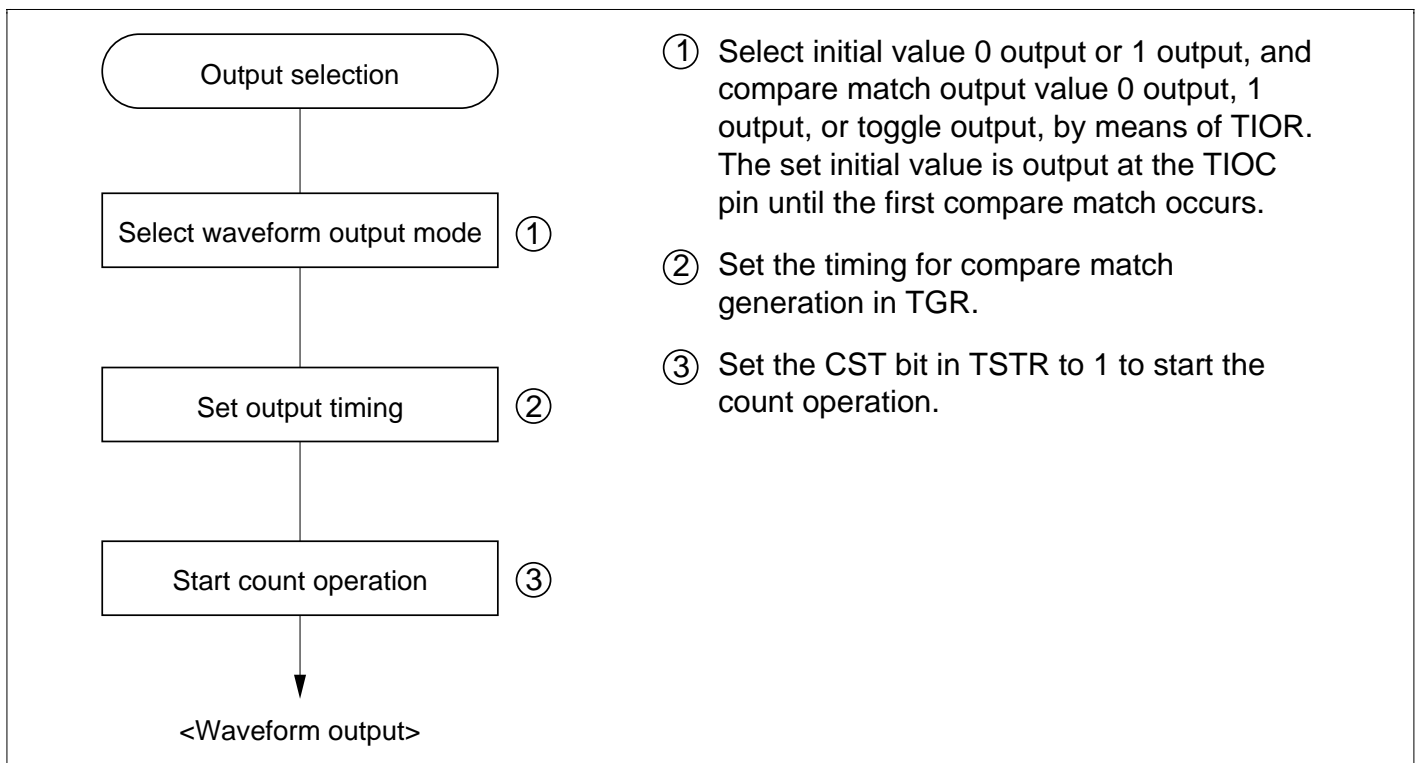 Output selection
Select waveform output mode
①
Set output timing
②
Start count operation
③
<Waveform output>
① Select initial value 0 output or 1 output, and
compare match output value 0 output, 1
output, or toggle output, by means of TIOR.
The set initial value is output at the TIOC
pin until the first compare match occurs.
② Set the timing for compare match
generation in TGR.
③ Set the CST bit in TSTR to 1 to start the
count operation.